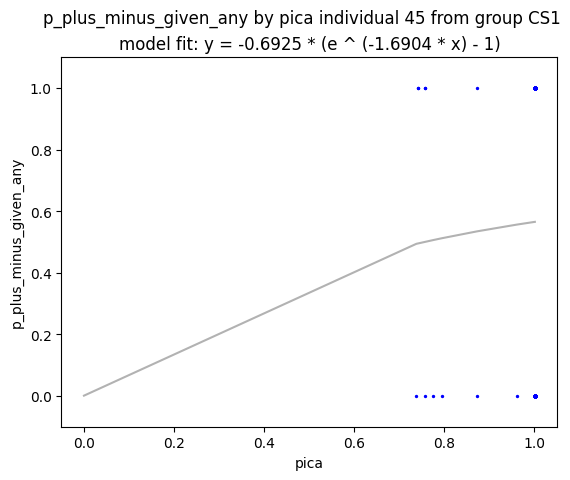 p_plus_minus_given_any by pica individual 45 from group CS1
model fit: y = -0.6925 * (e ^ (-1.6904 * x) - 1)
1.0
0.8
0.6
0.4
0.2
0.0
p_plus_minus_given_any
0.0 0.2 0.4 0.6 0.8 1.0
pica